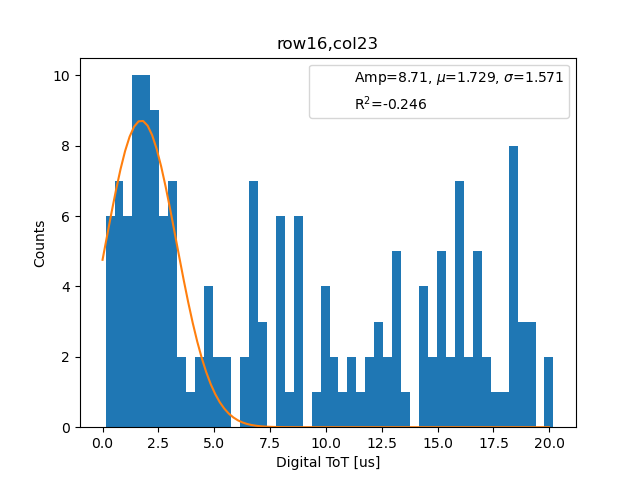 row16,col23
Amp=8.71, μ=1.729, σ=1.571
R²=-0.246
Counts
10
8
6
4
2
0
0.0 2.5 5.0 7.5 10.0 12.5 15.0 17.5 20.0
Digital ToT [us]